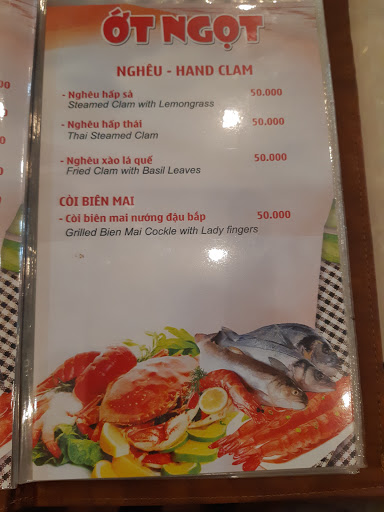 ỚT NGỌT
NGHÊU - HAND CLAM
- Nghêu hấp sả 50.000
Steamed Clam with Lemongrass
- Nghêu hấp thái 50.000
Thai Steamed Clam
- Nghêu xào lá quế 50.000
Fried Clam with Basil Leaves
CÒI BIÊN MAI
- Còi biên mai nướng đậu bắp 50.000
Grilled Bien Mai Cockle with Lady fingers